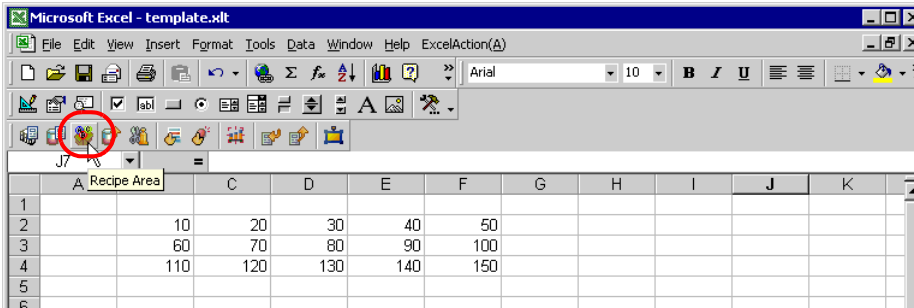 Microsoft Excel - template.xlt
File Edit View Insert Format Tools Data Window Help ExcelAction(A)
Arial 10 B I U
abl A
J7 =
Recipe Area
A C D E F G H I J K
1
2 10 20 30 40 50
3 60 70 80 90 100
4 110 120 130 140 150
5
6